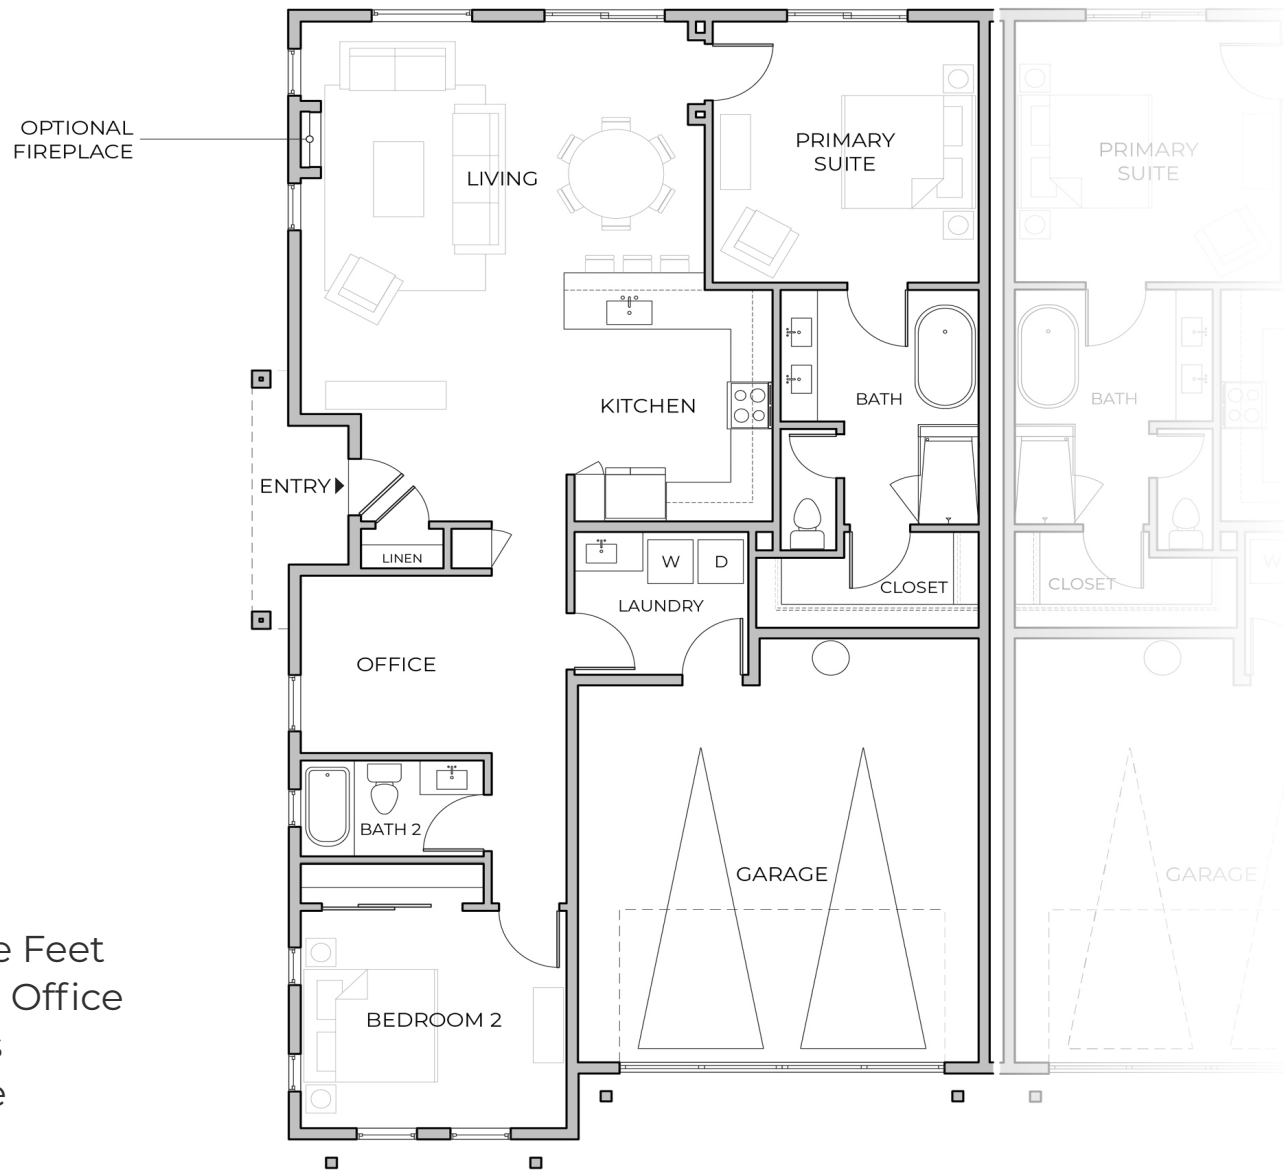 OPTIONAL
FIREPLACE
LIVING
PRIMARY
SUITE
PRIMARY
SUITE
KITCHEN
BATH
BATH
ENTRY
LINEN
W
D
W
LAUNDRY
CLOSET
CLOSET
OFFICE
BATH 2
GARAGE
GARAGE
Feet
Office
BEDROOM 2